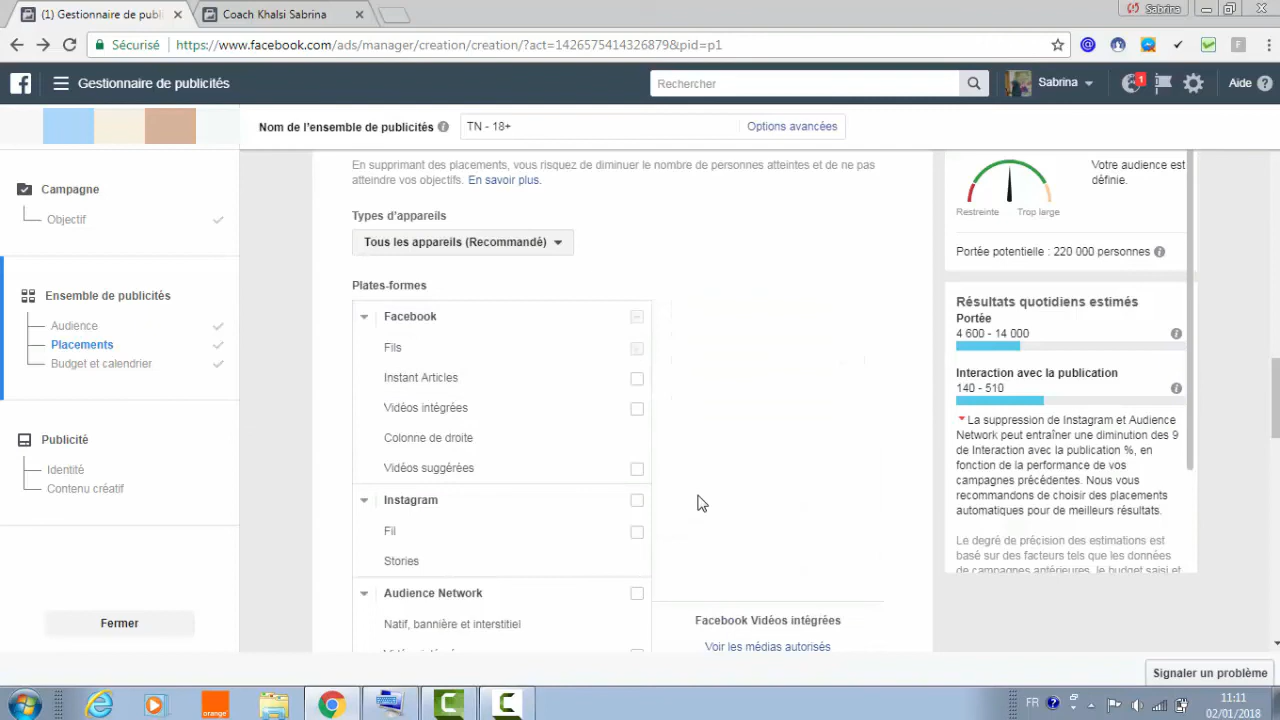 (1) Gestionnaire de publi
Coach Khalsi Sabrina
Sabrina
Sécurisé
https://www.facebook.com/ads/manager/creation/creation/?act=1426575414326879&pid=p1
Gestionnaire de publicités
Rechercher
Sabrina
1
Aide
Nom de l'ensemble de publicités
TN - 18+
Options avancées
Campagne
Objectif
Ensemble de publicités
Audience
Placements
Budget et calendrier
Publicité
Identité
Contenu créatif
Fermer
En supprimant des placements, vous risquez de diminuer le nombre de personnes atteintes et de ne pas
atteindre vos objectifs. En savoir plus.
Types d'appareils
Tous les appareils (Recommandé)
Plates-formes
Facebook
Fils
Instant Articles
Vidéos intégrées
Colonne de droite
Vidéos suggérées
Instagram
Fil
Stories
Audience Network
Natif, bannière et interstitiel
Facebook Vidéos intégrées
Voir les médias autorisés
Votre audience est
définie.
Restreinte
Trop large
Portée potentielle : 220 000 personnes
Résultats quotidiens estimés
Portée
4 600 - 14 000
Interaction avec la publication
140 - 510
* La suppression de Instagram et Audience
Network peut entraîner une diminution des 9
de Interaction avec la publication %, en
fonction de la performance de vos
campagnes précédentes. Nous vous
recommandons de choisir des placements
automatiques pour de meilleurs résultats.
Le degré de précision des estimations est
basé sur des facteurs tels que les données
de campagnes antérieures, le budget saisi et
Signaler un problème
orange
FR
11:11
02/01/2018